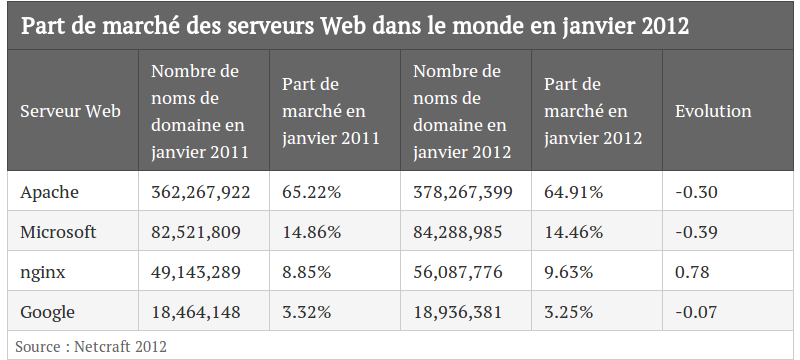 Part de marché des serveurs Web dans le monde en janvier 2012
Serveur Web Nombre de noms de domaine en janvier 2011 Part de marché en janvier 2011 Nombre de noms de domaine en janvier 2012 Part de marché en janvier 2012 Evolution
Apache 362,267,922 65.22% 378,267,399 64.91% -0.30
Microsoft 82,521,809 14.86% 84,288,985 14.46% -0.39
nginx 49,143,289 8.85% 56,087,776 9.63% 0.78
Google 18,464,148 3.32% 18,936,381 3.25% -0.07
Source : Netcraft 2012